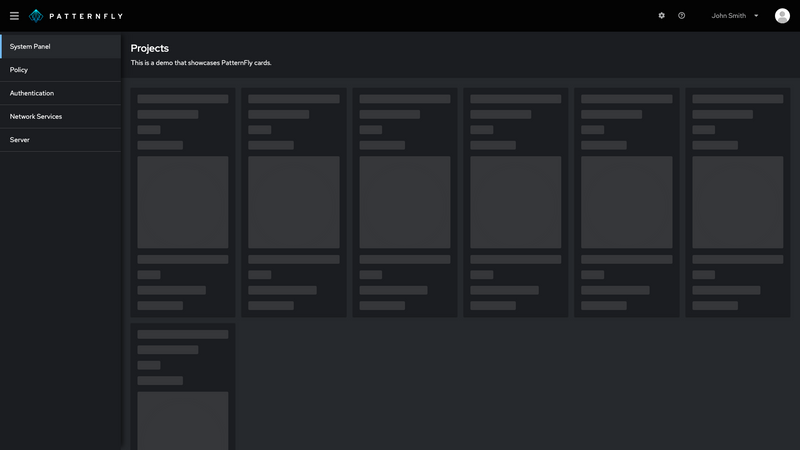 PATTERNFLY
John Smith
System Panel
Policy
Authentication
Network Services
Server
Projects
This is a demo that showcases PatternFly cards.